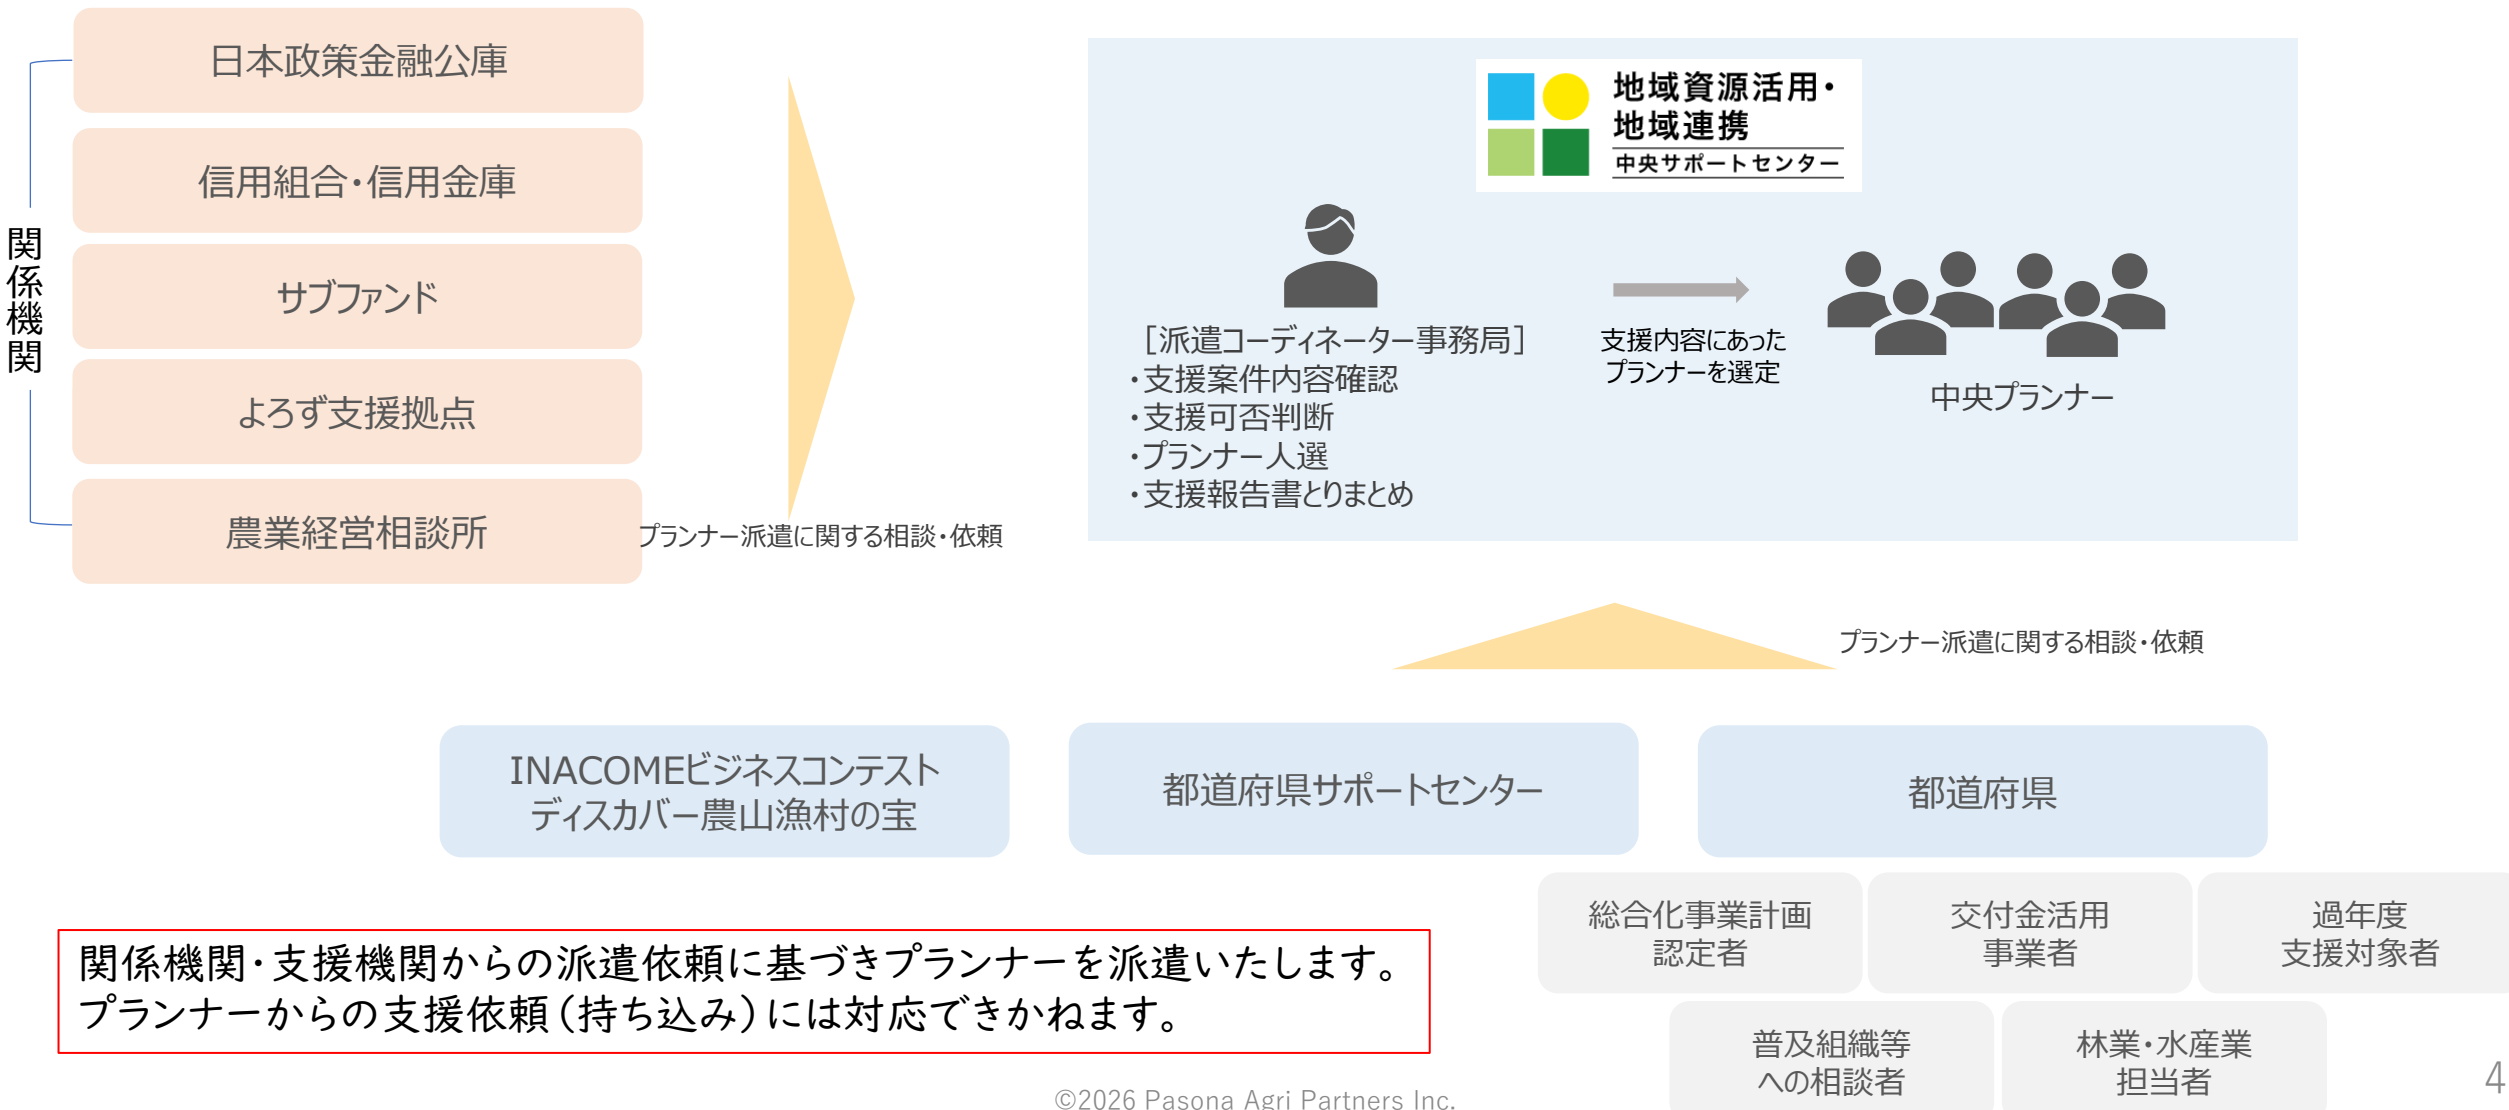 関係機関
日本政策金融公庫
信用組合・信用金庫
サブファンド
よろず支援拠点
農業経営相談所
プランナー派遣に関する相談・依頼
地域資源活用・
地域連携
中央サポートセンター
［派遣コーディネーター事務局］
・支援案件内容確認
・支援可否判断
・プランナー人選
・支援報告書とりまとめ
支援内容にあった
プランナーを選定
中央プランナー
プランナー派遣に関する相談・依頼
INACOMEビジネスコンテスト
ディスカバー農山漁村の宝
都道府県サポートセンター
都道府県
総合化事業計画
認定者
交付金活用
事業者
過年度
支援対象者
普及組織等
への相談者
林業・水産業
担当者
関係機関・支援機関からの派遣依頼に基づきプランナーを派遣いたします。
プランナーからの支援依頼（持ち込み）には対応できかねます。
©2026 Pasona Agri Partners Inc.
4